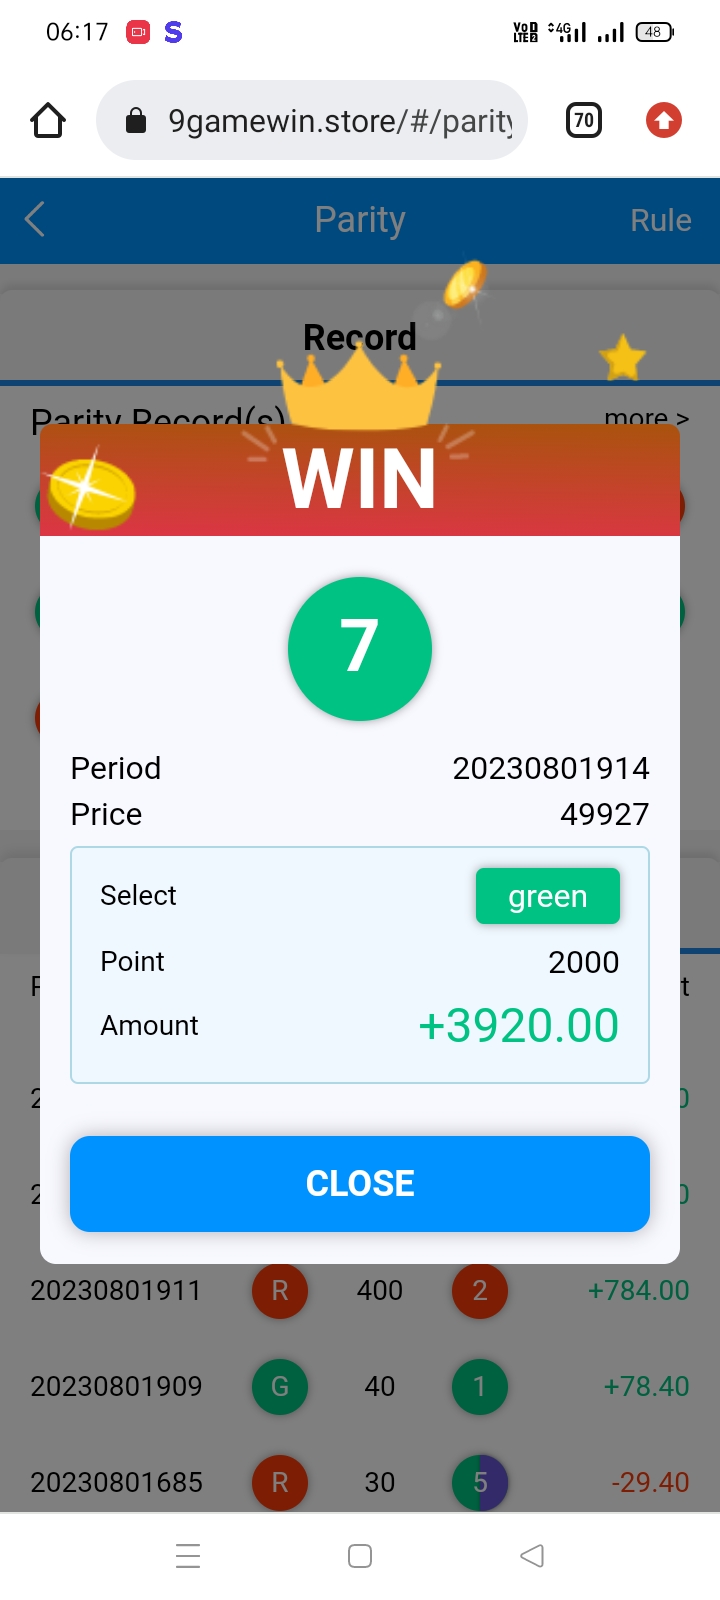 06:17
VoD LTE2 4G 48
9gamewin.store/#/parity
70
Parity Rule
Record
Parity Record(s) more >
WIN
7
Period 20230801914
Price 49927
Select green
Point 2000
Amount +3920.00
CLOSE
20230801911 R 400 2 +784.00
20230801909 G 40 1 +78.40
20230801685 R 30 5 -29.40